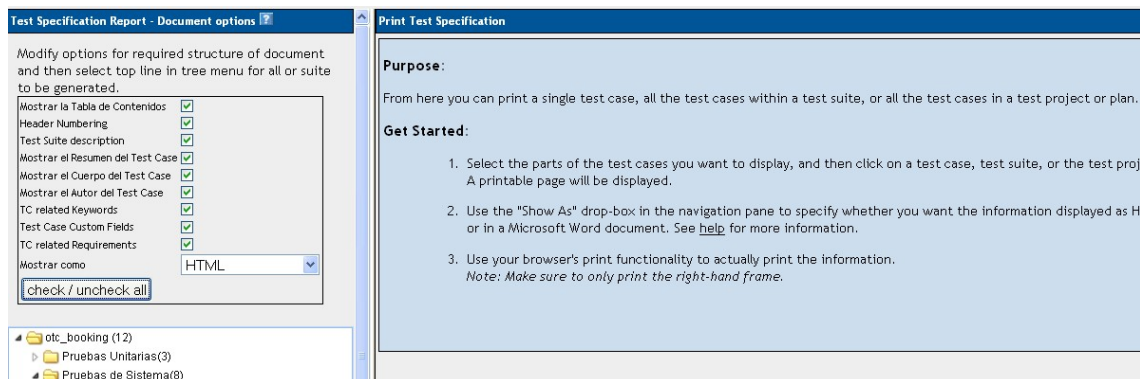 Test Specification Report - Document options ?
Modify options for required structure of document
and then select top line in tree menu for all or suite
to be generated.
Mostrar la Tabla de Contenidos
Header Numbering
Test Suite description
Mostrar el Resumen del Test Case
Mostrar el Cuerpo del Test Case
Mostrar el Autor del Test Case
TC related Keywords
Test Case Custom Fields
TC related Requirements
Mostrar como HTML
check / uncheck all
otc_booking (12)
Pruebas Unitarias(3)
Pruebas de Sistema(8)
Print Test Specification
Purpose:
From here you can print a single test case, all the test cases within a test suite, or all the test cases in a test project or plan.
Get Started:
1. Select the parts of the test cases you want to display, and then click on a test case, test suite, or the test proj
A printable page will be displayed.
2. Use the "Show As" drop-box in the navigation pane to specify whether you want the information displayed as H
or in a Microsoft Word document. See help for more information.
3. Use your browser's print functionality to actually print the information.
Note: Make sure to only print the right-hand frame.